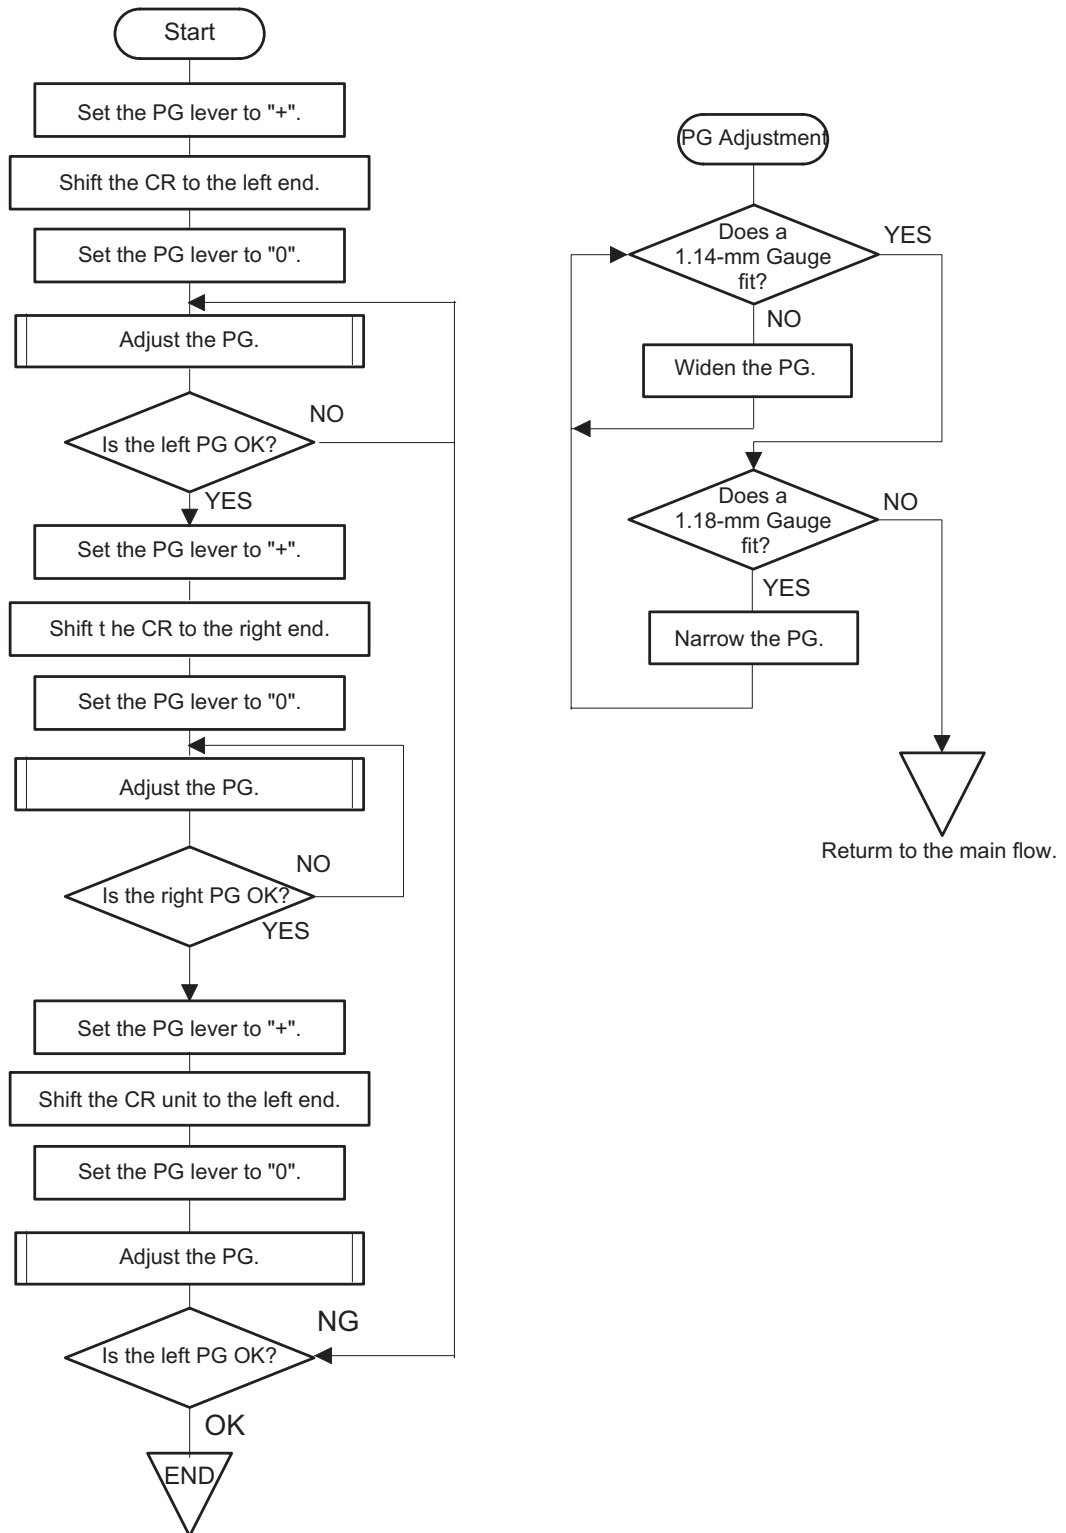 Start
Set the PG lever to "+".
Shift the CR to the left end.
Set the PG lever to "0".
Adjust the PG.
NO
Is the left PG OK?
YES
Set the PG lever to "+".
Shift t he CR to the right end.
Set the PG lever to "0".
Adjust the PG.
NO
Is the right PG OK?
YES
Set the PG lever to "+".
Shift the CR unit to the left end.
Set the PG lever to "0".
Adjust the PG.
NG
Is the left PG OK?
OK
END
PG Adjustment
Does a
1.14-mm Gauge
fit?
YES
NO
Widen the PG.
Does a
1.18-mm Gauge
fit?
NO
YES
Narrow the PG.
Returm to the main flow.